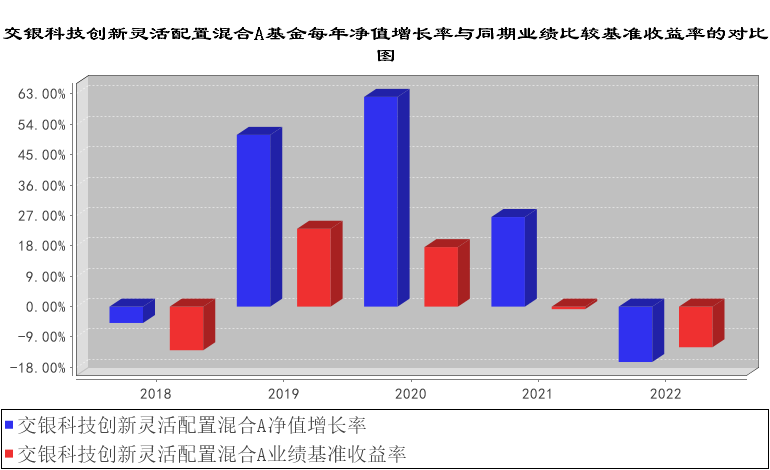 交银科技创新灵活配置混合A基金每年净值增长率与同期业绩比较基准收益率的对比
图
63.00%
54.00%
45.00%
36.00%
27.00%
18.00%
9.00%
0.00%
-9.00%
-18.00%
2018 2019 2020 2021 2022
交银科技创新灵活配置混合A净值增长率
交银科技创新灵活配置混合A业绩基准收益率